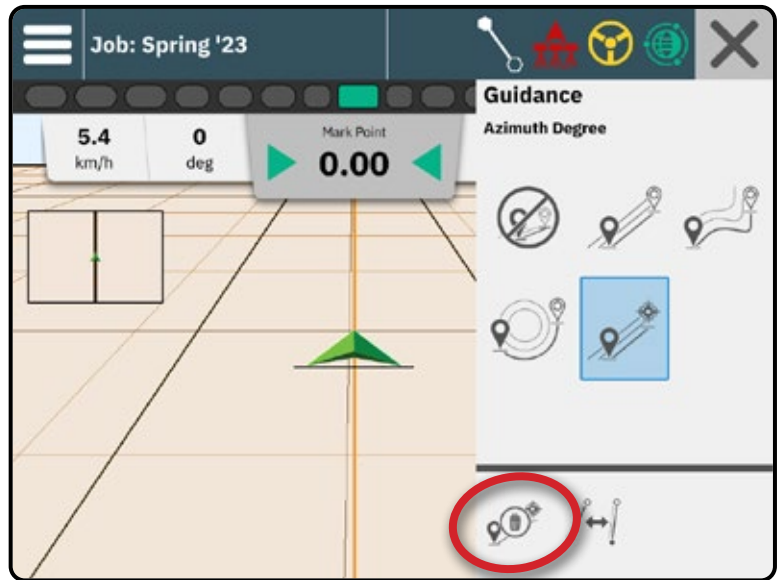 Job: Spring '23
Guidance
Azimuth Degree
5.4
km/h
0
deg
Mark Point
0.00